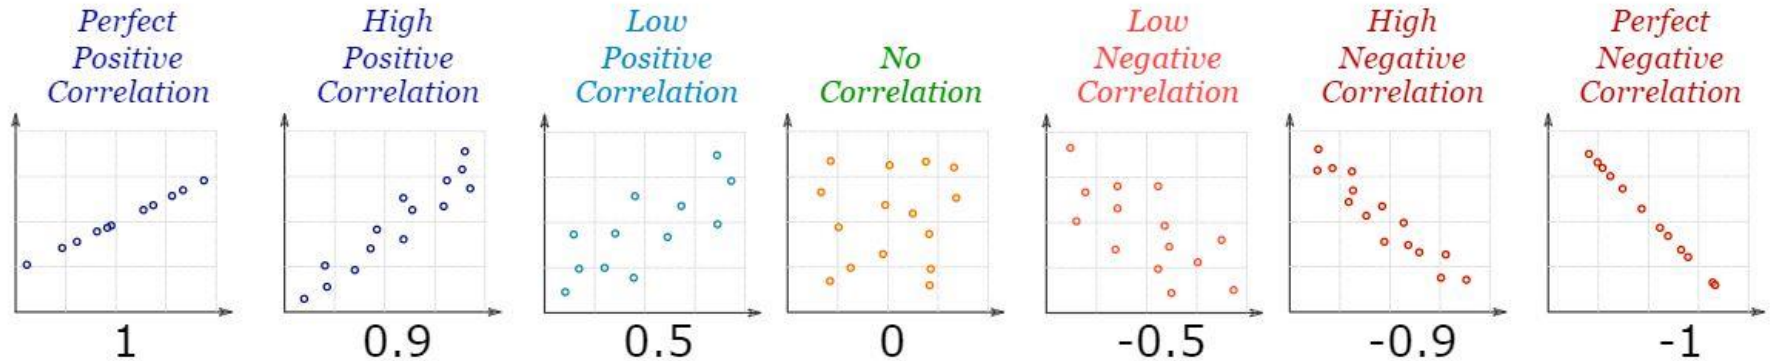 Perfect
Positive
Correlation
High
Positive
Correlation
Low
Positive
Correlation
No
Correlation
Low
Negative
Correlation
High
Negative
Correlation
Perfect
Negative
Correlation
1
0.9
0.5
0
-0.5
-0.9
-1